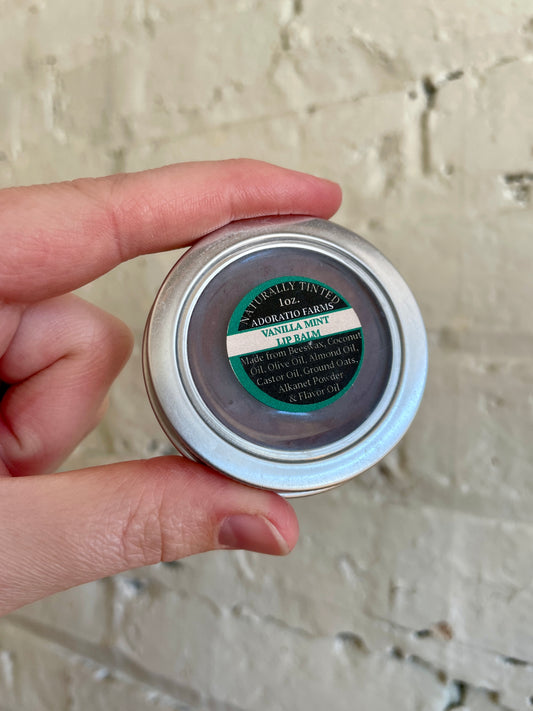 NATURALLY TINTED
1oz.
ADORATIO FARMS
VANILLA MINT
LIP BALM
Made from Beeswax, Coconut
Oil, Olive Oil, Almond Oil,
Castor Oil, Ground Oats,
Alkanet Powder
& Flavor Oil